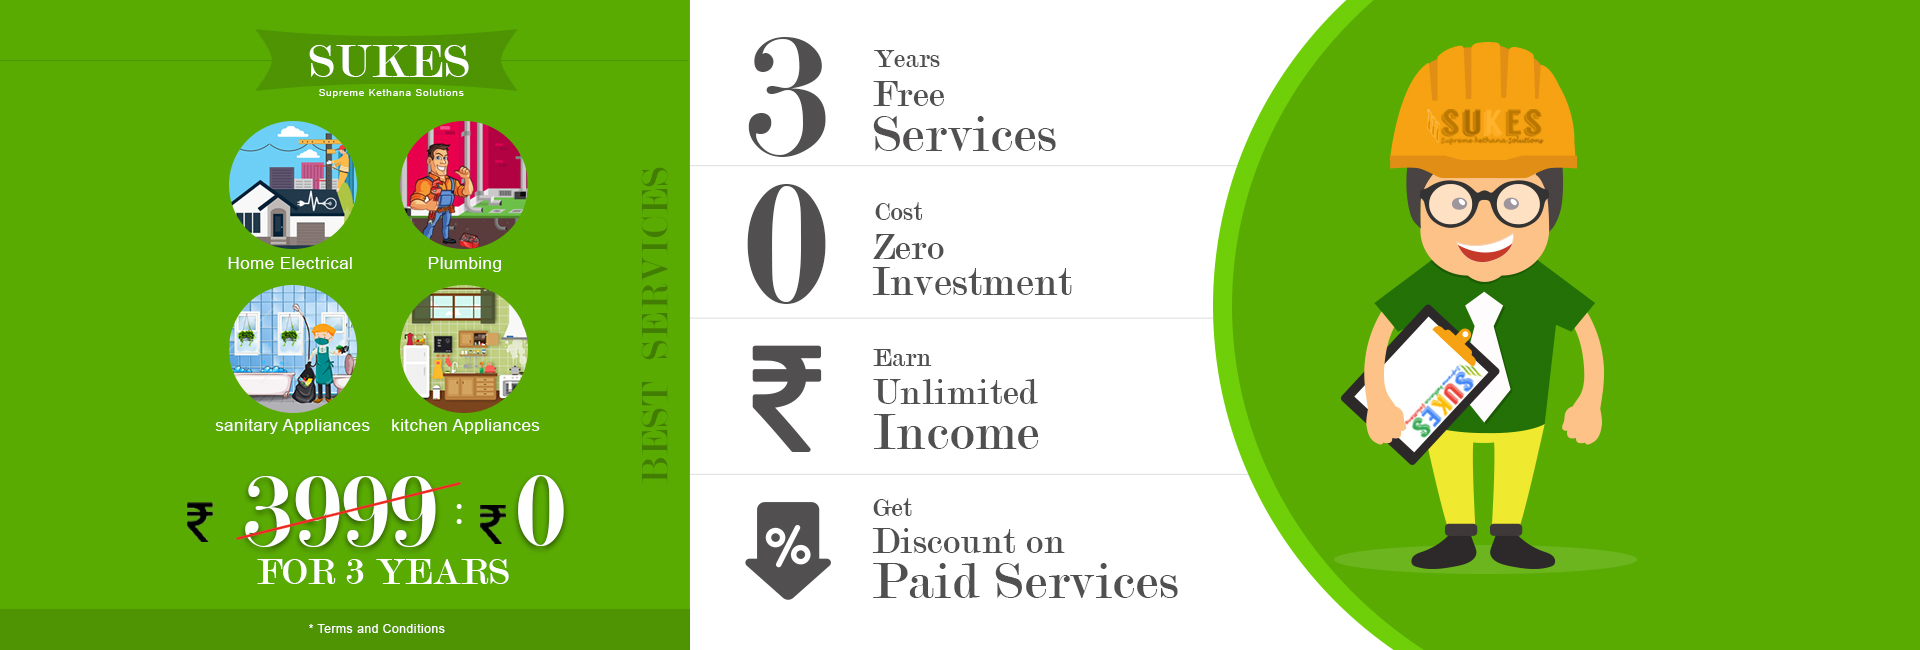 SUKES
Supreme Kethana Solutions
Home Electrical
Plumbing
sanitary Appliances
kitchen Appliances
₹ 3999 : ₹ 0
FOR 3 YEARS
* Terms and Conditions
BEST SERVICES
3
Years
Free
Services
0
Cost
Zero
Investment
₹
Earn
Unlimited
Income
%
Get
Discount on
Paid Services
SUKES
Supreme kethana Solutions
SUKES